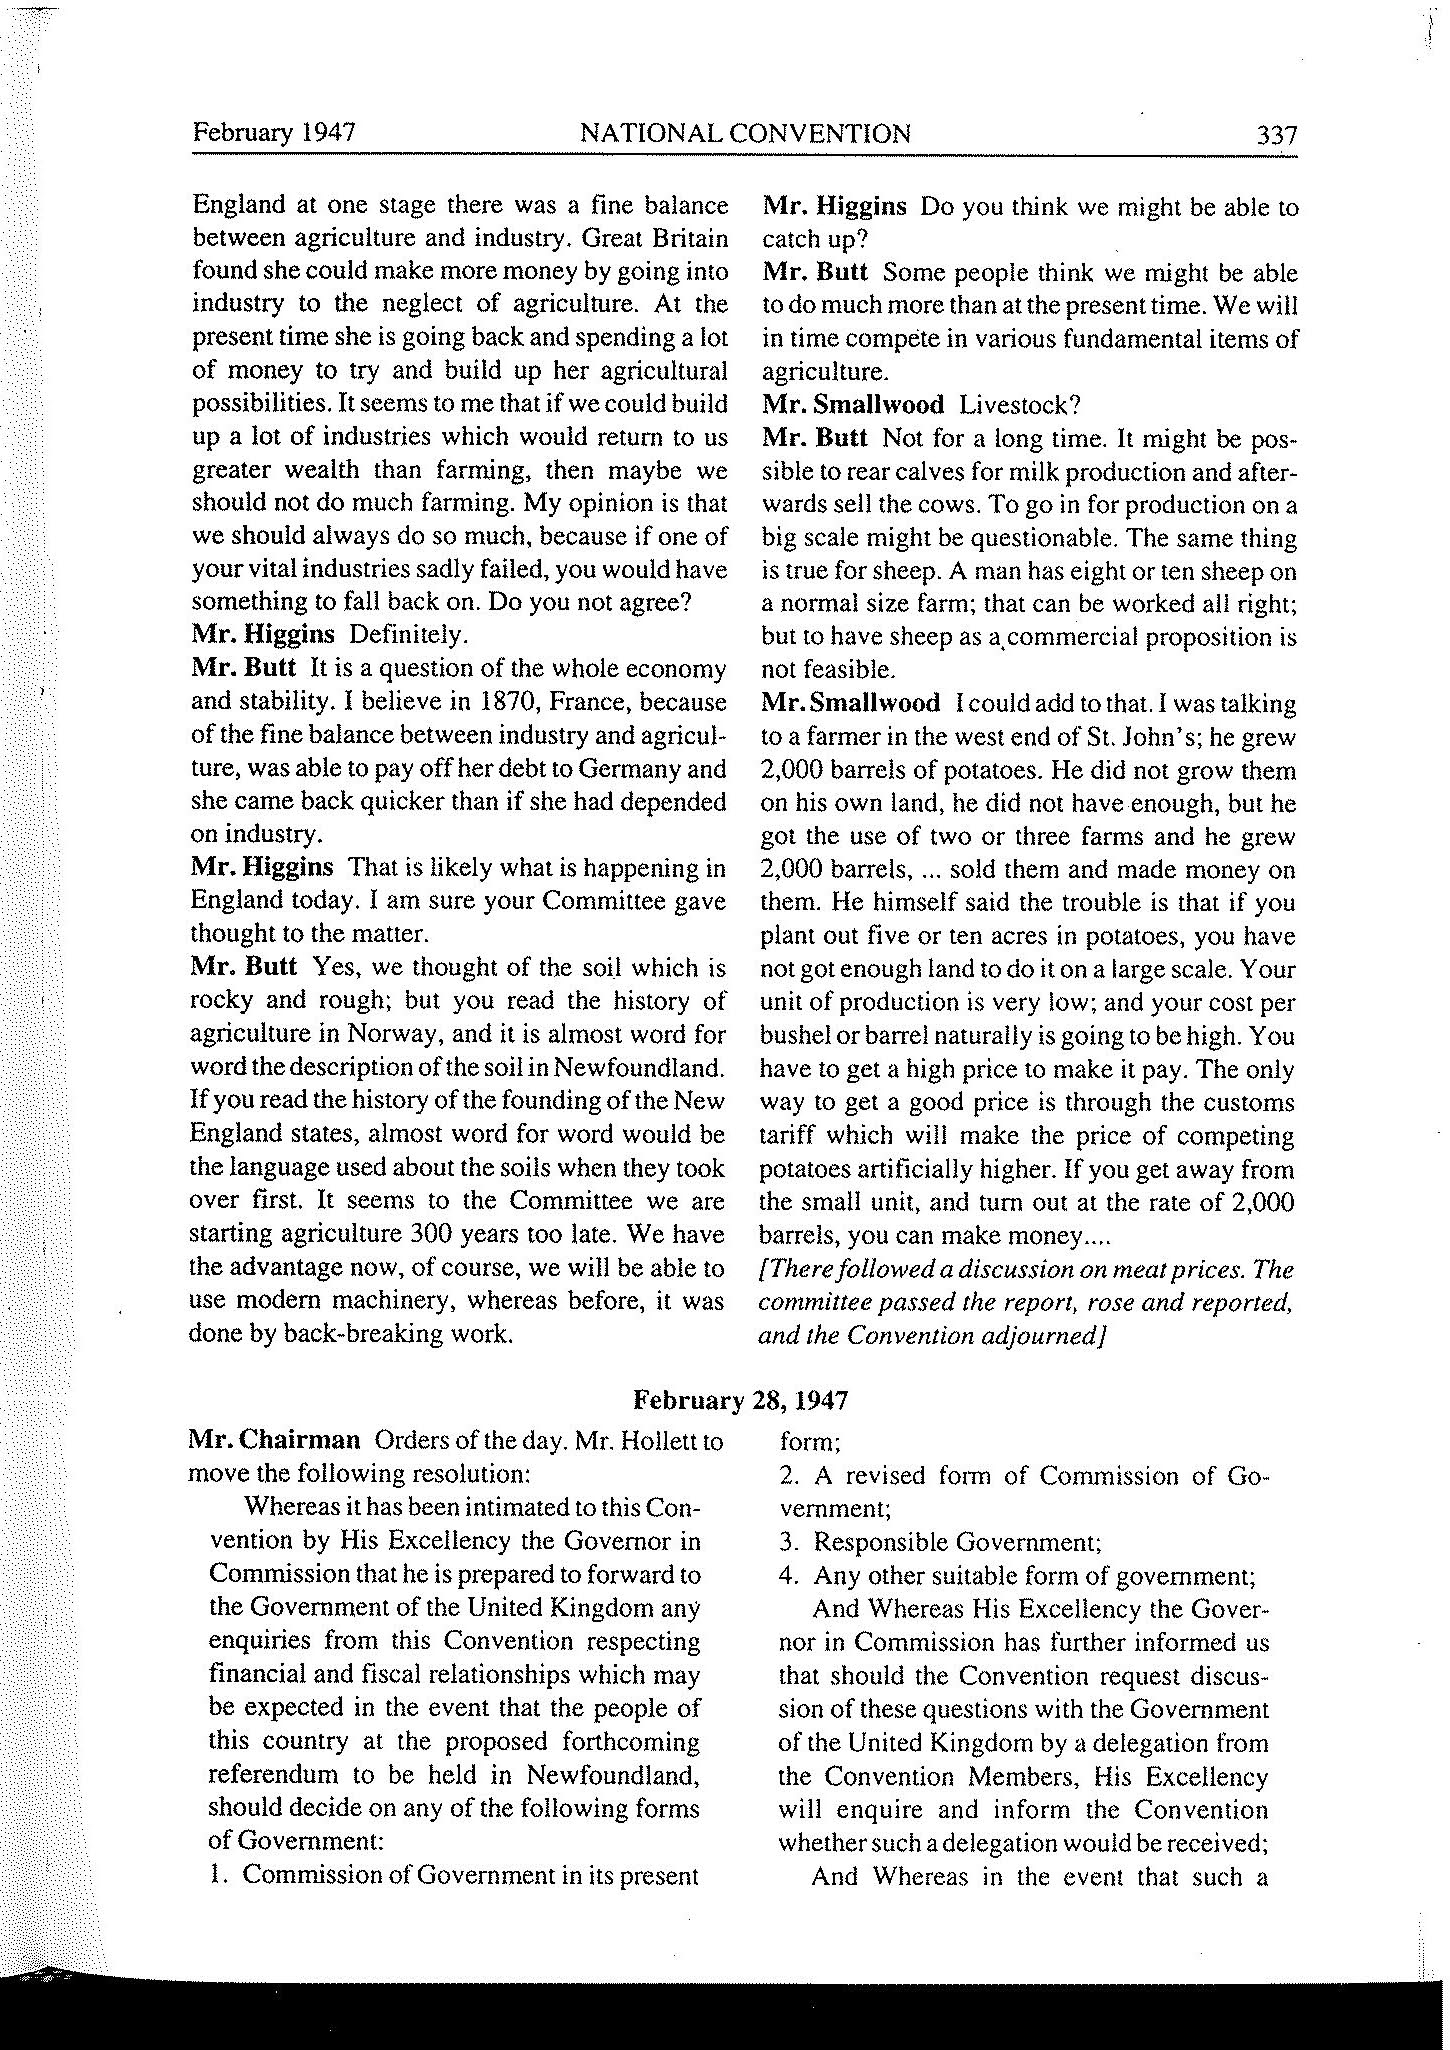 February 1947 NATIONAL CONVENTION 337
England at one stage there was a fine balance
between agriculture and industry. Great Britain
found she could make more money by going into
industry to the neglect of agriculture. At the
present time she is going back and spending a lot
of money to try and build up her agricultural
possibilities. It seems to me that if we could build
up a lot of industries which would return to us
greater wealth than farming, then maybe we
should not do much farming. My opinion is that
we should always do so much, because if one of
your vital industries sadly failed, you would have
something to fall back on. Do you not agree?
Mr. Higgins Definitely.
Mr. Butt It is a question of the whole economy
and stability. I believe in 1870, France, because
of the fine balance between industry and agricul-
ture, was able to pay off her debt to Germany and
she came back quicker than if she had depended
on industry.
Mr. Higgins That is likely what is happening in
England today. I am sure your Committee gave
thought to the matter.
Mr. Butt Yes, we thought of the soil which is
rocky and rough; but you read the history of
agriculture in Norway, and it is almost word for
word the description of the soil in Newfoundland.
If you read the history of the founding of the New
England states, almost word for word would be
the language used about the soils when they took
over first. It seems to the Committee we are
starting agriculture 300 years too late. We have
the advantage now, of course, we will be able to
use modern machinery, whereas before, it was
done by back-breaking work.
Mr. Higgins Do you think we might be able to
catch up?
Mr. Butt Some people think we might be able
to do much more than at the present time. We will
in time compete in various fundamental items of
agriculture.
Mr. Smallwood Livestock?
Mr. Butt Not for a long time. It might be pos-
sible to rear calves for milk production and after-
wards sell the cows. To go in for production on a
big scale might be questionable. The same thing
is true for sheep. A man has eight or ten sheep on
a normal size farm; that can be worked all right;
but to have sheep as a commercial proposition is
not feasible.
Mr. Smallwood I could add to that. I was talking
to a farmer in the west end of St. John's; he grew
2,000 barrels of potatoes. He did not grow them
on his own land, he did not have enough, but he
got the use of two or three farms and he grew
2,000 barrels, ... sold them and made money on
them. He himself said the trouble is that if you
plant out five or ten acres in potatoes, you have
not got enough land to do it on a large scale. Your
unit of production is very low; and your cost per
bushel or barrel naturally is going to be high. You
have to get a high price to make it pay. The only
way to get a good price is through the customs
tariff which will make the price of competing
potatoes artificially higher. If you get away from
the small unit, and turn out at the rate of 2,000
barrels, you can make money....
[There followed a discussion on meat prices. The
committee passed the report, rose and reported,
and the Convention adjourned]
February 28, 1947
Mr. Chairman Orders of the day. Mr. Hollett to
move the following resolution:
Whereas it has been intimated to this Con-
vention by His Excellency the Governor in
Commission that he is prepared to forward to
the Government of the United Kingdom any
enquiries from this Convention respecting
financial and fiscal relationships which may
be expected in the event that the people of
this country at the proposed forthcoming
referendum to be held in Newfoundland,
should decide on any of the following forms
of Government:
1. Commission of Government in its present
form;
2. A revised form of Commission of Go-
vernment;
3. Responsible Government;
4. Any other suitable form of government;
And Whereas His Excellency the Gover-
nor in Commission has further informed us
that should the Convention request discus-
sion of these questions with the Government
of the United Kingdom by a delegation from
the Convention Members, His Excellency
will enquire and inform the Convention
whether such a delegation would be received;
And Whereas in the event that such a